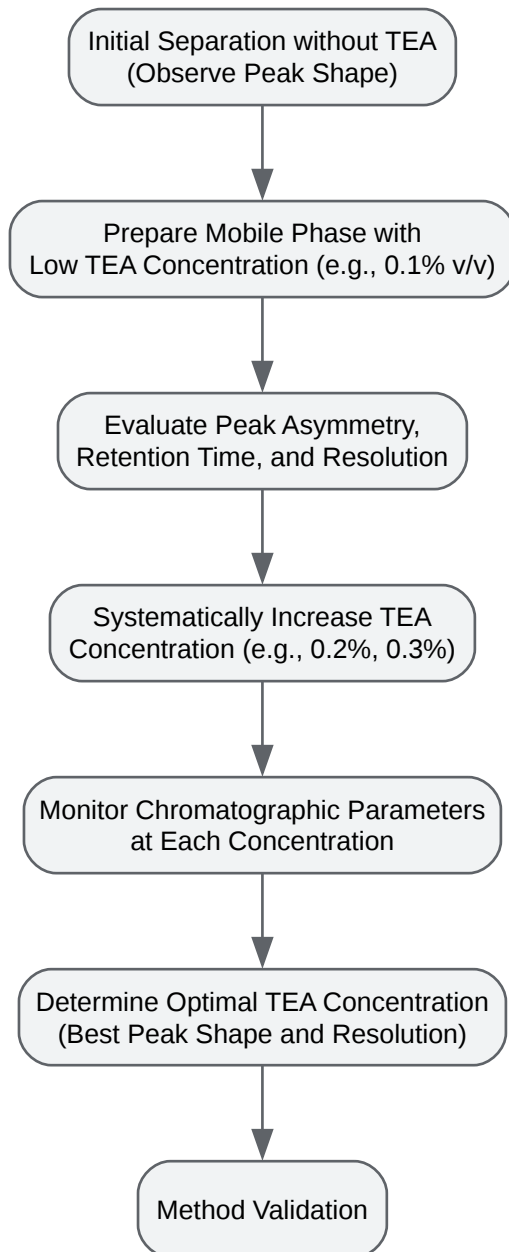 Initial Separation without TEA
(Observe Peak Shape)
Prepare Mobile Phase with
Low TEA Concentration (e.g., 0.1% v/v)
Evaluate Peak Asymmetry,
Retention Time, and Resolution
Systematically Increase TEA
Concentration (e.g., 0.2%, 0.3%)
Monitor Chromatographic Parameters
at Each Concentration
Determine Optimal TEA Concentration
(Best Peak Shape and Resolution)
Method Validation